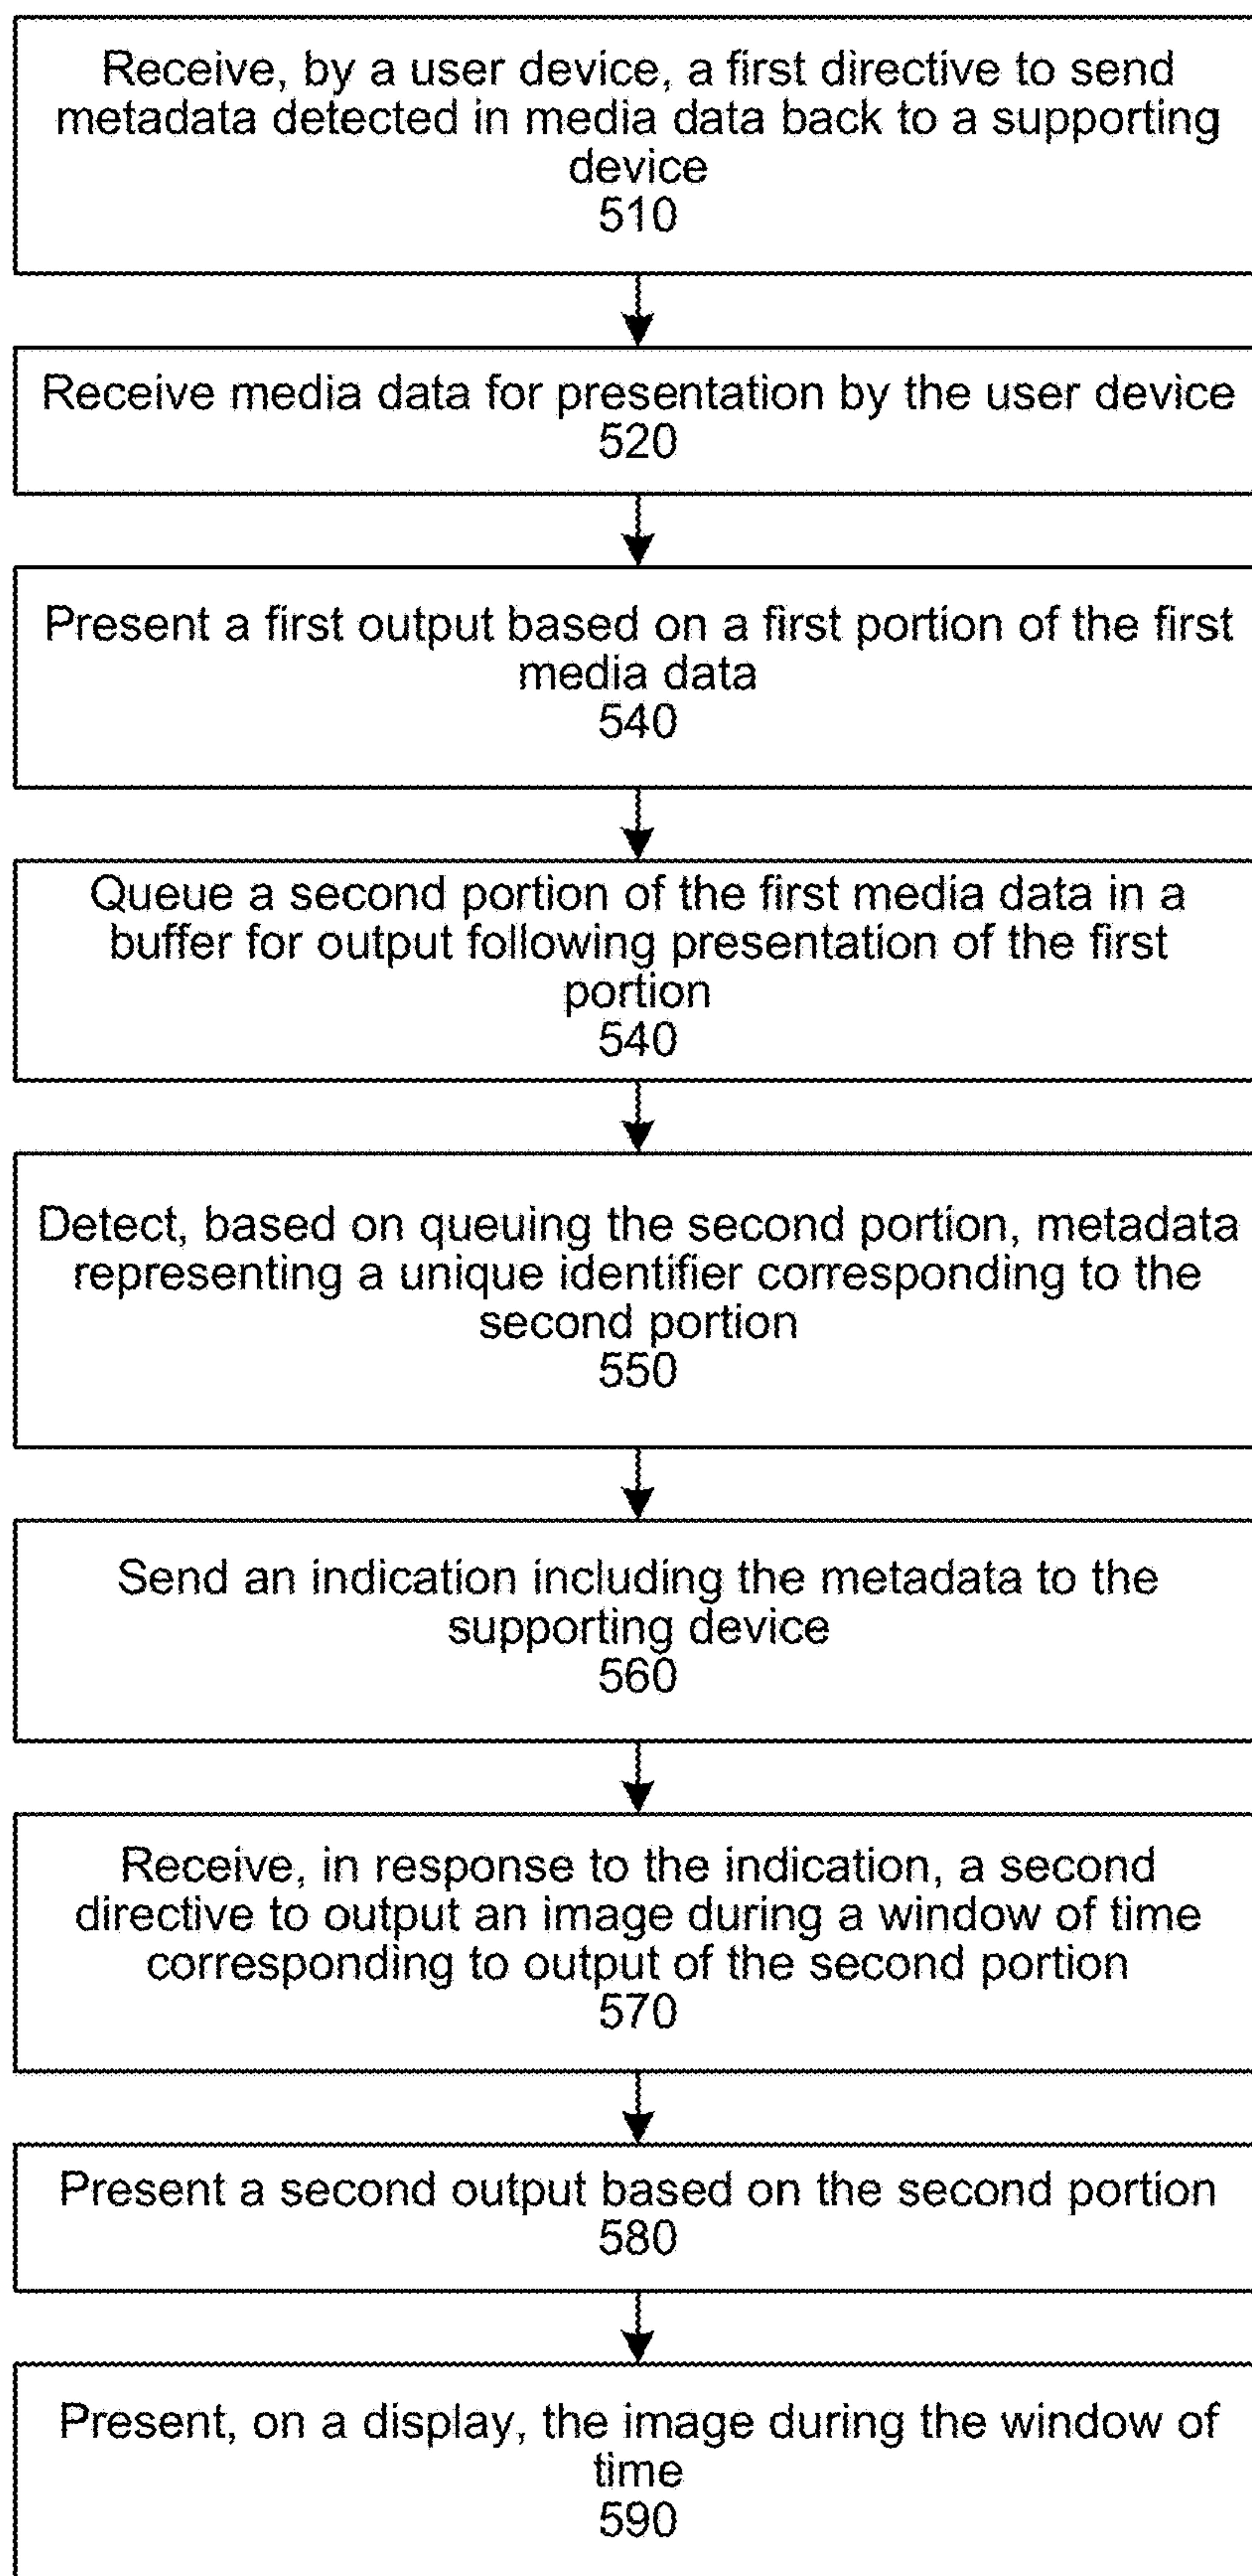 Receive, by a user device, a first directive to send
metadata detected in media data back to a supporting
device
510
Receive media data for presentation by the user device
520
Present a first output based on a first portion of the first
media data
540
Queue a second portion of the first media data in a
buffer for output following presentation of the first
portion
540
Detect, based on queuing the second portion, metadata
representing a unique identifier corresponding to the
second portion
550
Send an indication including the metadata to the
supporting device
560
Receive, in response to the indication, a second
directive to output an image during a window of time
corresponding to output of the second portion
570
Present a second output based on the second portion
580
Present, on a display, the image during the window of
time
590